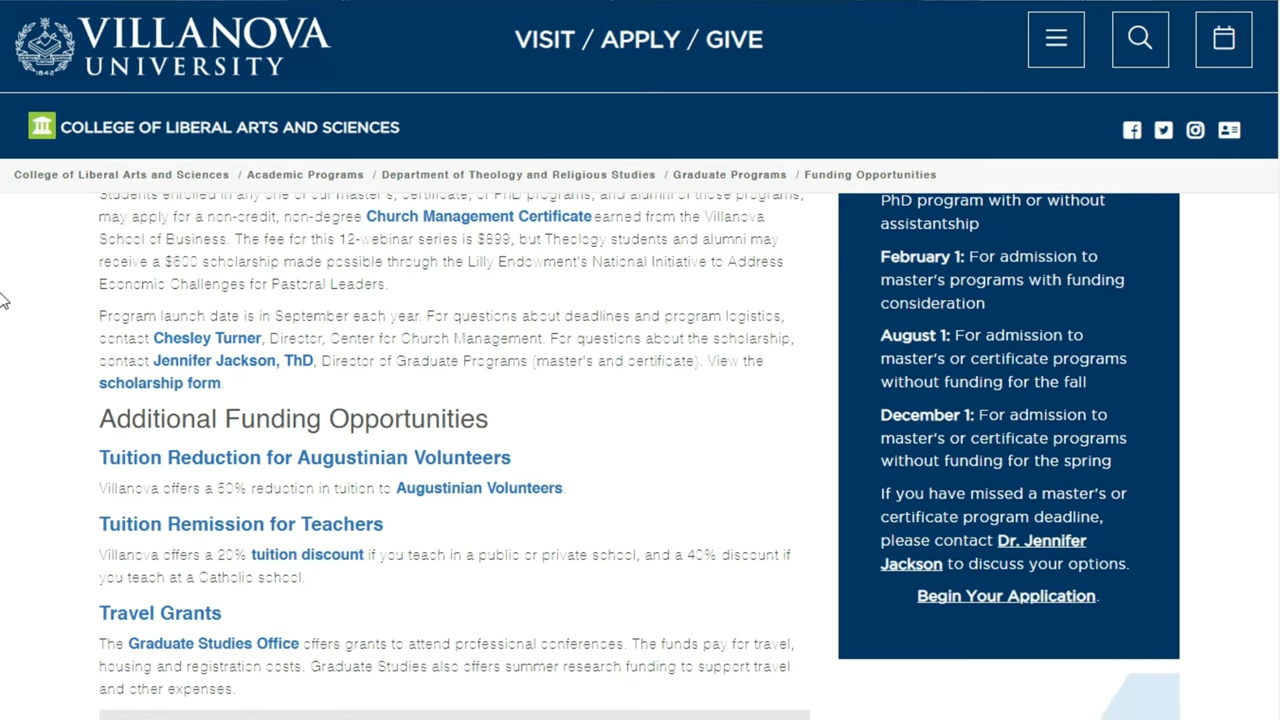 VILLANOVA
UNIVERSITY
1842
VISIT / APPLY / GIVE
COLLEGE OF LIBERAL ARTS AND SCIENCES
College of Liberal Arts and Sciences / Academic Programs / Department of Theology and Religious Studies / Graduate Programs / Funding Opportunities
Students enrolled in any one of our master's, certificate, or PhD programs, and alumni of those programs,
may apply for a non-credit, non-degree Church Management Certificate earned from the Villanova
School of Business. The fee for this 12-webinar series is $899, but Theology students and alumni may
receive a $600 scholarship made possible through the Lilly Endowment's National Initiative to Address
Economic Challenges for Pastoral Leaders.
Program launch date is in September each year. For questions about deadlines and program logistics,
contact Chesley Turner, Director, Center for Church Management. For questions about the scholarship,
contact Jennifer Jackson, ThD, Director of Graduate Programs (master's and certificate). View the
scholarship form.
Additional Funding Opportunities
Tuition Reduction for Augustinian Volunteers
Villanova offers a 50% reduction in tuition to Augustinian Volunteers.
Tuition Remission for Teachers
Villanova offers a 20% tuition discount if you teach in a public or private school, and a 40% discount if
you teach at a Catholic school.
Travel Grants
The Graduate Studies Office offers grants to attend professional conferences. The funds pay for travel,
housing and registration costs. Graduate Studies also offers summer research funding to support travel
and other expenses.
PhD program with or without
assistantship
February 1: For admission to
master's programs with funding
consideration
August 1: For admission to
master's or certificate programs
without funding for the fall
December 1: For admission to
master's or certificate programs
without funding for the spring
If you have missed a master's or
certificate program deadline,
please contact Dr. Jennifer
Jackson to discuss your options.
Begin Your Application.